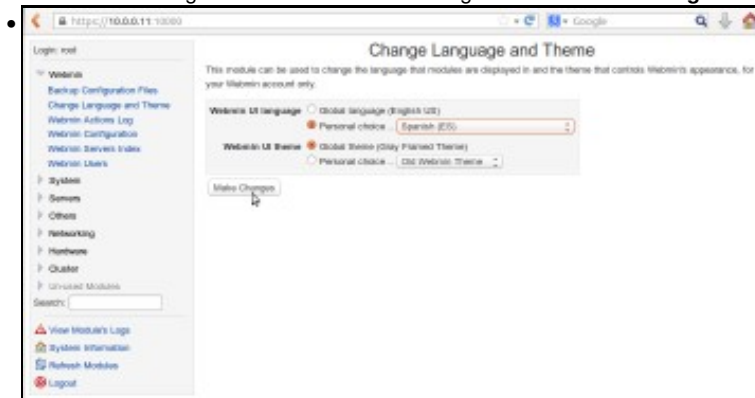 https://10.0.0.11:10000
Google
Login: root
Webmin
Backup Configuration Files
Change Language and Theme
Webmin Actions Log
Webmin Configuration
Webmin Servers Index
Webmin Users
System
Servers
Others
Networking
Hardware
Cluster
Un-used Modules
Search:
View Module's Logs
System Information
Refresh Modules
Logout
Change Language and Theme
This module can be used to change the language that modules are displayed in and the theme that controls Webmin's appearance, for
your Webmin account only.
Webmin UI language Global language (English (US))
Personal choice .. Spanish (ES)
Webmin UI theme Global theme (Gray Framed Theme)
Personal choice .. Old Webmin Theme
Make Changes